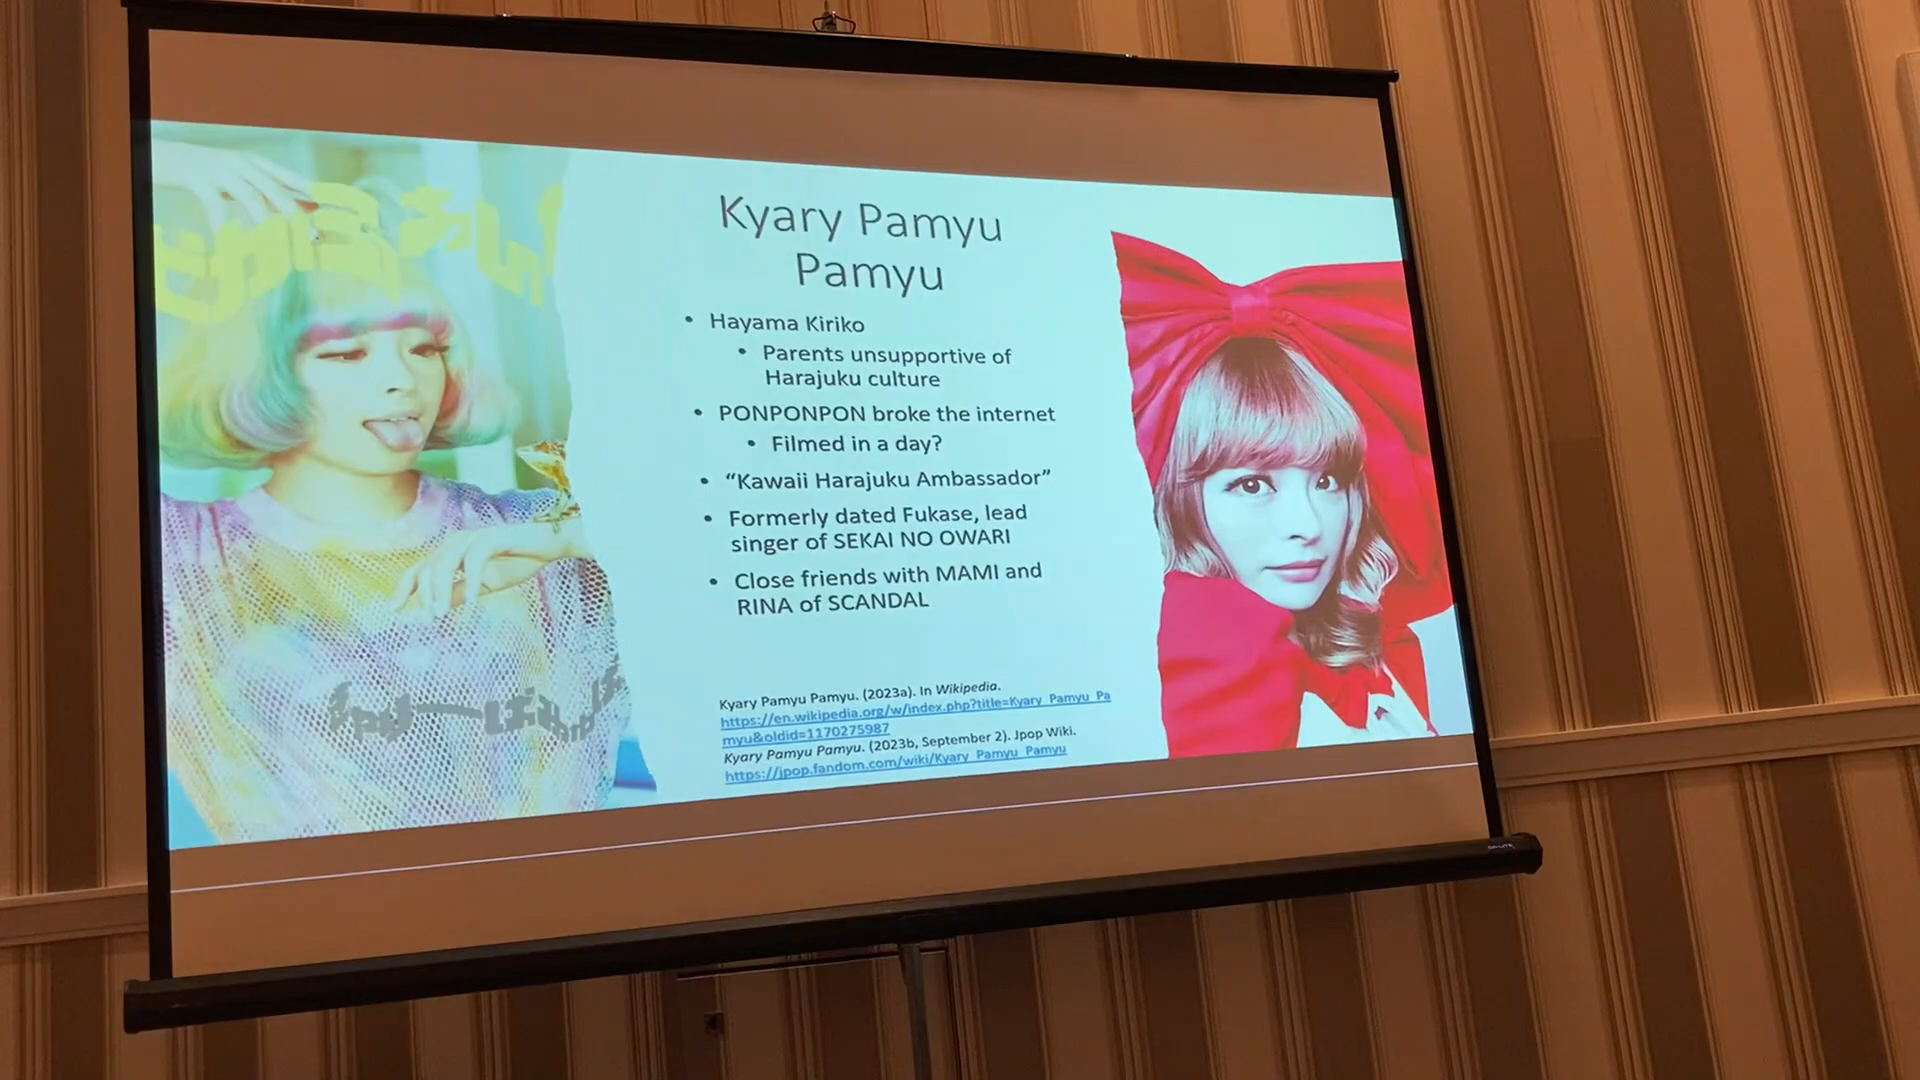 Kyary Pamyu
Pamyu
• Hayama Kiriko
• Parents unsupportive of
Harajuku culture
• PONPONPON broke the internet
• Filmed in a day?
• “Kawaii Harajuku Ambassador”
• Formerly dated Fukase, lead
singer of SEKAI NO OWARI
• Close friends with MAMI and
RINA of SCANDAL
Kyary Pamyu Pamyu. (2023a). In Wikipedia.
https://en.wikipedia.org/w/index.php?title=Kyary_Pamyu_Pa
myu&oldid=1170275987
Kyary Pamyu Pamyu. (2023b, September 2). Jpop Wiki.
https://jpop.fandom.com/wiki/Kyary_Pamyu_Pamyu